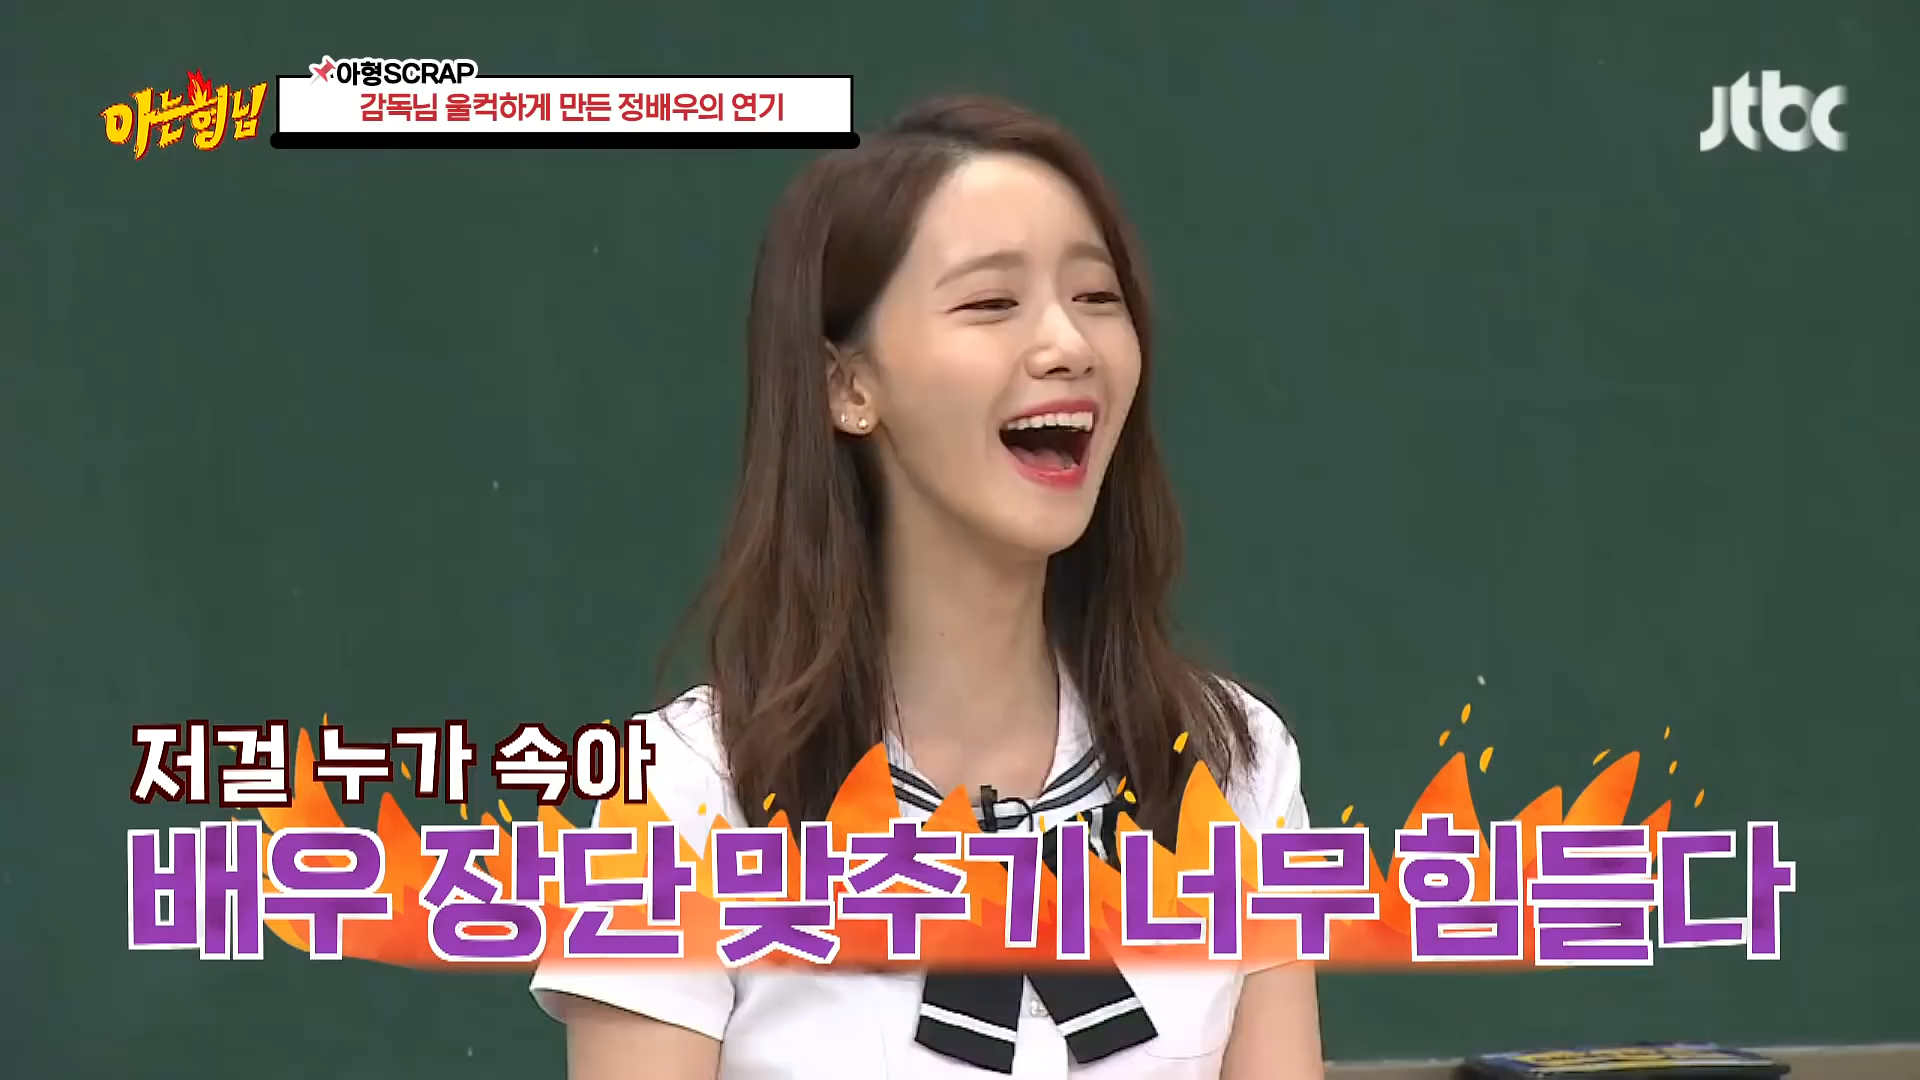 아는형님
아형SCRAP
감독님 울컥하게 만든 정배우의 연기
jtbc
저걸 누가 속아
배우 장단 맞추기 너무 힘들다